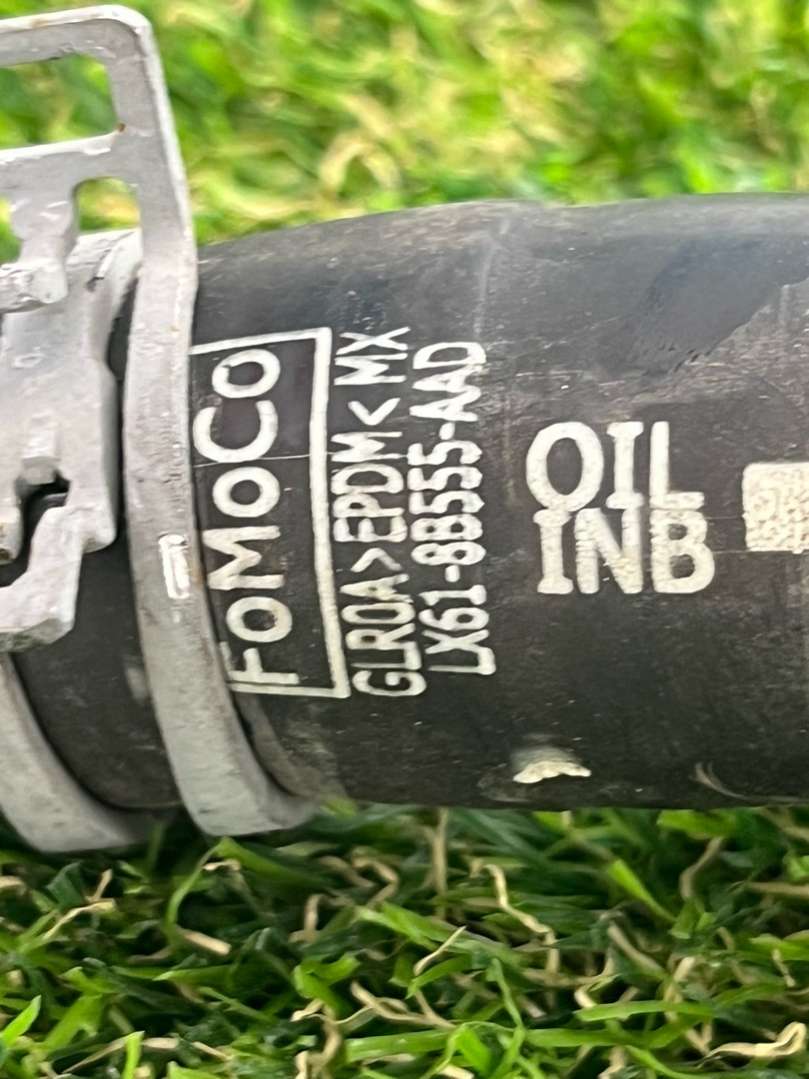 FoMoCo
GLR0A>EPDM<MX
LX61-8B555-AAD
OIL
INB